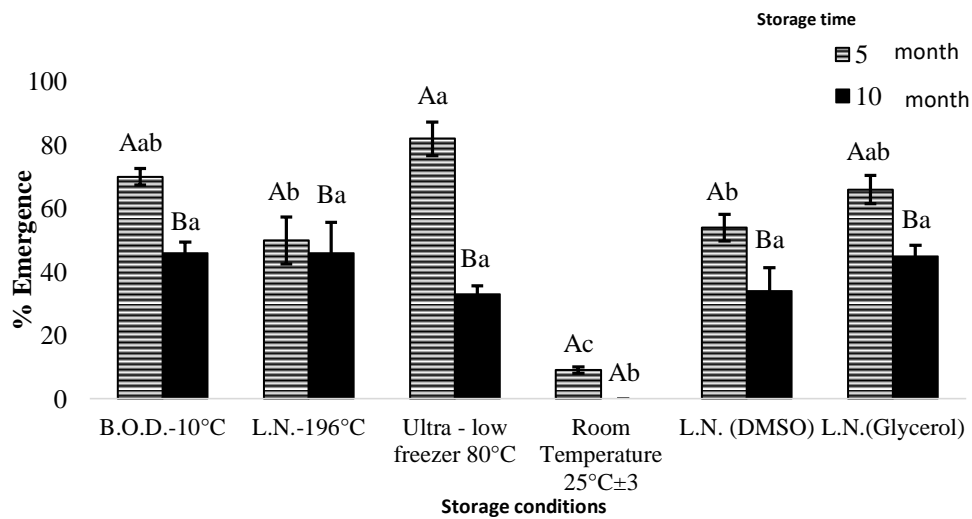 Storage time
5 month
10 month
% Emergence
100
80
60
40
20
0
Aab
Ba
Ab
Ba
Aa
Ba
Ac
Ab
Ab
Ba
Aab
Ba
B.O.D.-10°C
L.N.-196°C
Ultra - low
freezer 80°C
Room
Temperature
25°C±3
L.N. (DMSO)
L.N.(Glycerol)
Storage conditions